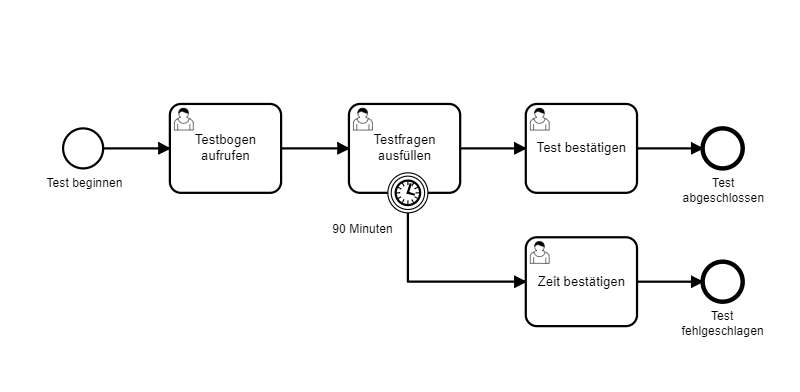 Testbogen
aufrufen
Testfragen
ausfüllen
Test bestätigen
Test beginnen
Test
abgeschlossen
90 Minuten
Zeit bestätigen
Test
fehlgeschlagen